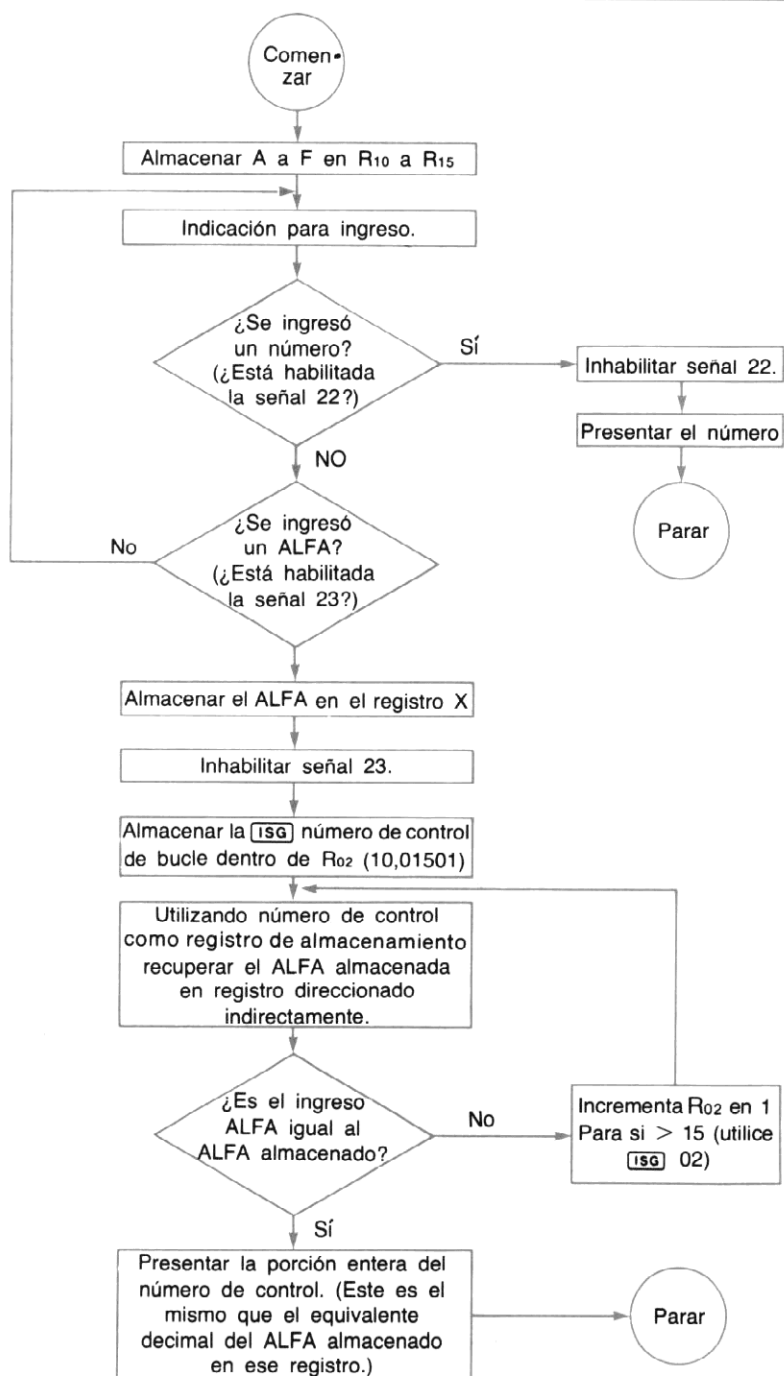 Comen-
zar
Almacenar A a F en R10 a R15
Indicación para ingreso.
¿Se ingresó
un número?
(¿Está habilitada
la señal 22?)
Sí
Inhabilitar señal 22.
Presentar el número
Parar
NO
¿Se ingresó
un ALFA?
(¿Está habilitada
la señal 23?)
No
Almacenar el ALFA en el registro X
Inhabilitar señal 23.
Almacenar la ISG número de control
de bucle dentro de R02 (10,01501)
Utilizando número de control
como registro de almacenamiento
recuperar el ALFA almacenada
en registro direccionado
indirectamente.
¿Es el ingreso
ALFA igual al
ALFA almacenado?
No
Incrementa R02 en 1
Para si > 15 (utilice
ISG 02)
Sí
Presentar la porción entera del
número de control. (Este es el
mismo que el equivalente
decimal del ALFA almacenado
en ese registro.)
Parar